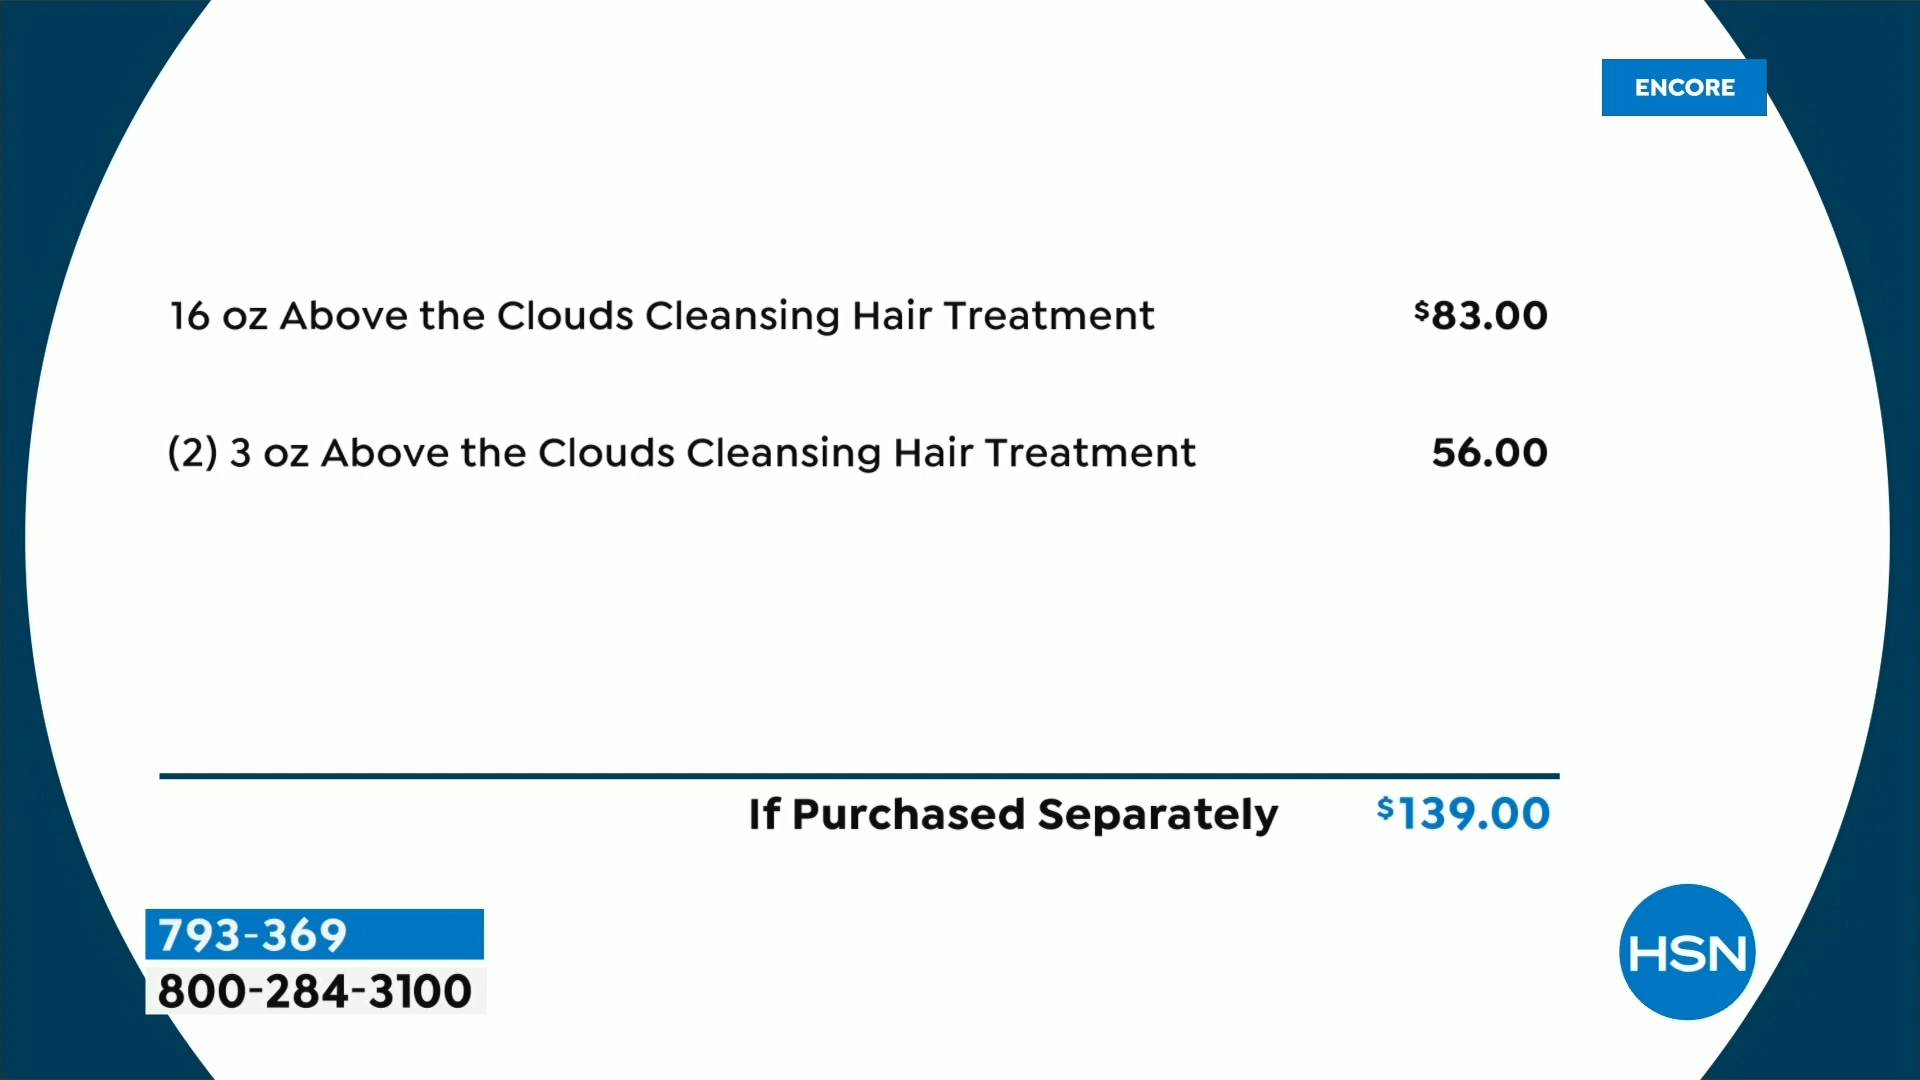 ENCORE
16 oz Above the Clouds Cleansing Hair Treatment $83.00
(2) 3 oz Above the Clouds Cleansing Hair Treatment 56.00
If Purchased Separately $139.00
793-369
800-284-3100
HSN